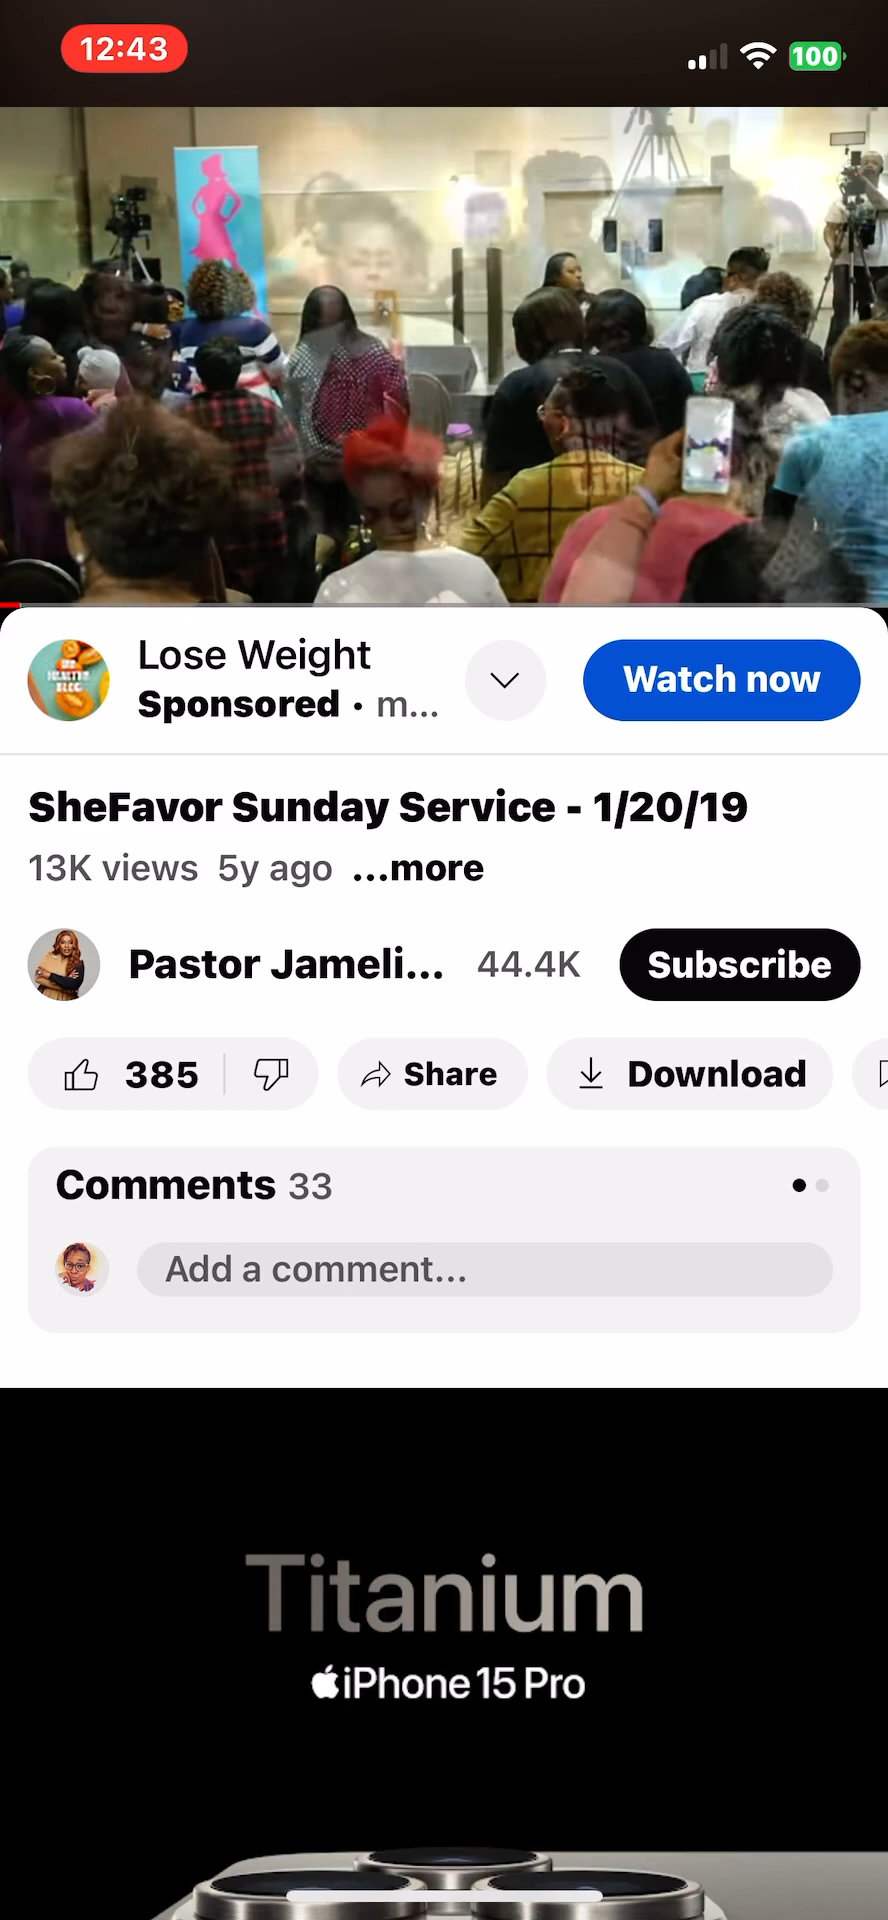 12:43
100
Lose Weight
Sponsored • m...
Watch now
SheFavor Sunday Service - 1/20/19
13K views 5y ago ...more
Pastor Jameli... 44.4K
Subscribe
385
Share
Download
Comments 33
Add a comment...
Titanium
iPhone 15 Pro